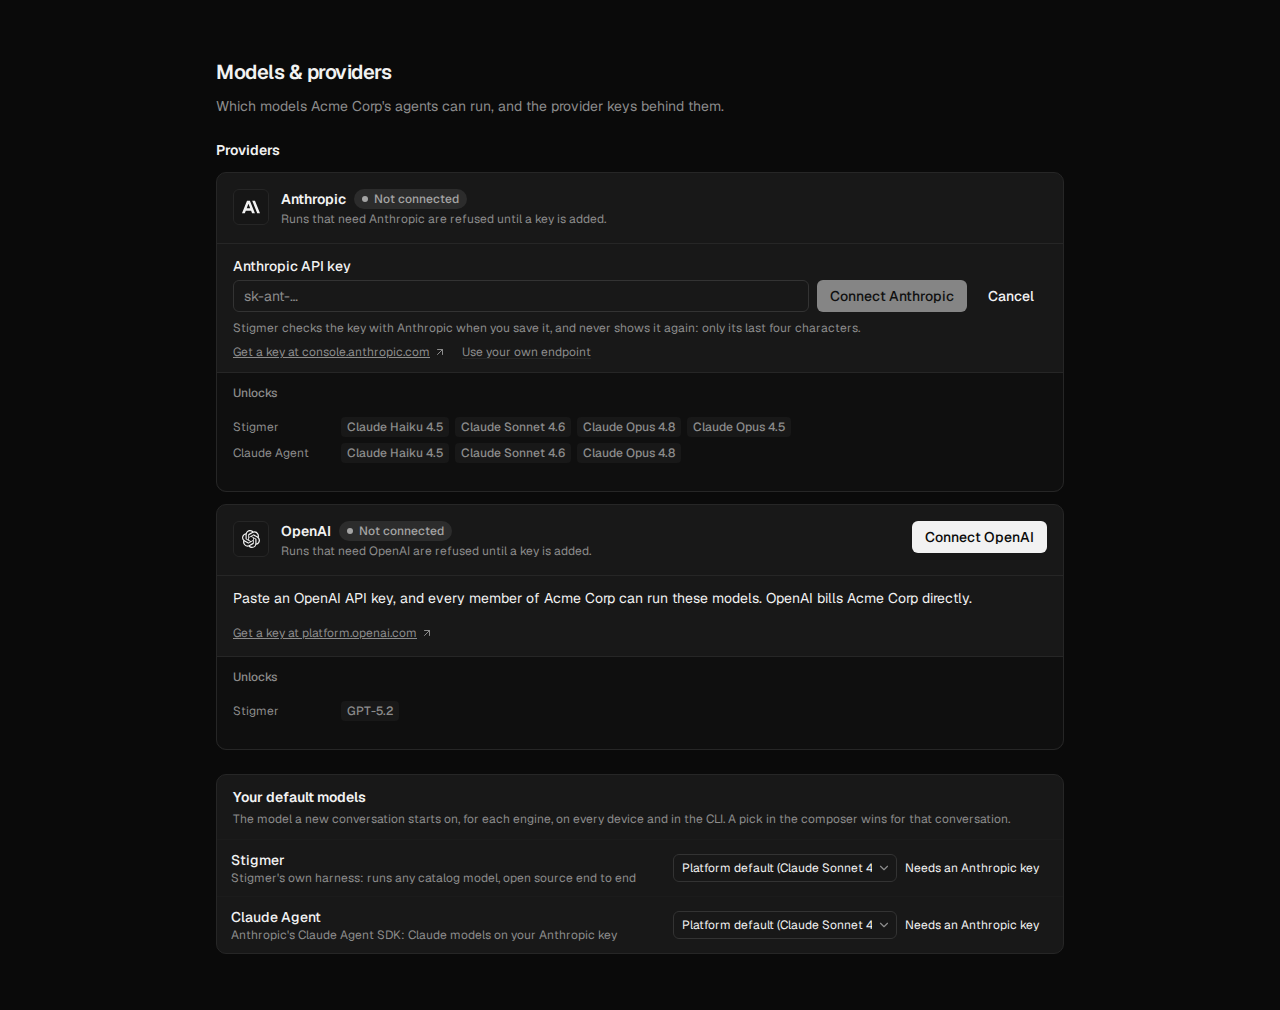 Models & providers
Which models Acme Corp's agents can run, and the provider keys behind them.
Providers
Anthropic
Not connected
Runs that need Anthropic are refused until a key is added.
Anthropic API key
sk-ant-...
Connect Anthropic
Cancel
Stigmer checks the key with Anthropic when you save it, and never shows it again: only its last four characters.
Get a key at console.anthropic.com
Use your own endpoint
Unlocks
Stigmer
Claude Haiku 4.5
Claude Sonnet 4.6
Claude Opus 4.8
Claude Opus 4.5
Claude Agent
Claude Haiku 4.5
Claude Sonnet 4.6
Claude Opus 4.8
OpenAI
Not connected
Runs that need OpenAI are refused until a key is added.
Connect OpenAI
Paste an OpenAI API key, and every member of Acme Corp can run these models. OpenAI bills Acme Corp directly.
Get a key at platform.openai.com
Unlocks
Stigmer
GPT-5.2
Your default models
The model a new conversation starts on, for each engine, on every device and in the CLI. A pick in the composer wins for that conversation.
Stigmer
Stigmer's own harness: runs any catalog model, open source end to end
Platform default (Claude Sonnet 4
Needs an Anthropic key
Claude Agent
Anthropic's Claude Agent SDK: Claude models on your Anthropic key
Platform default (Claude Sonnet 4
Needs an Anthropic key